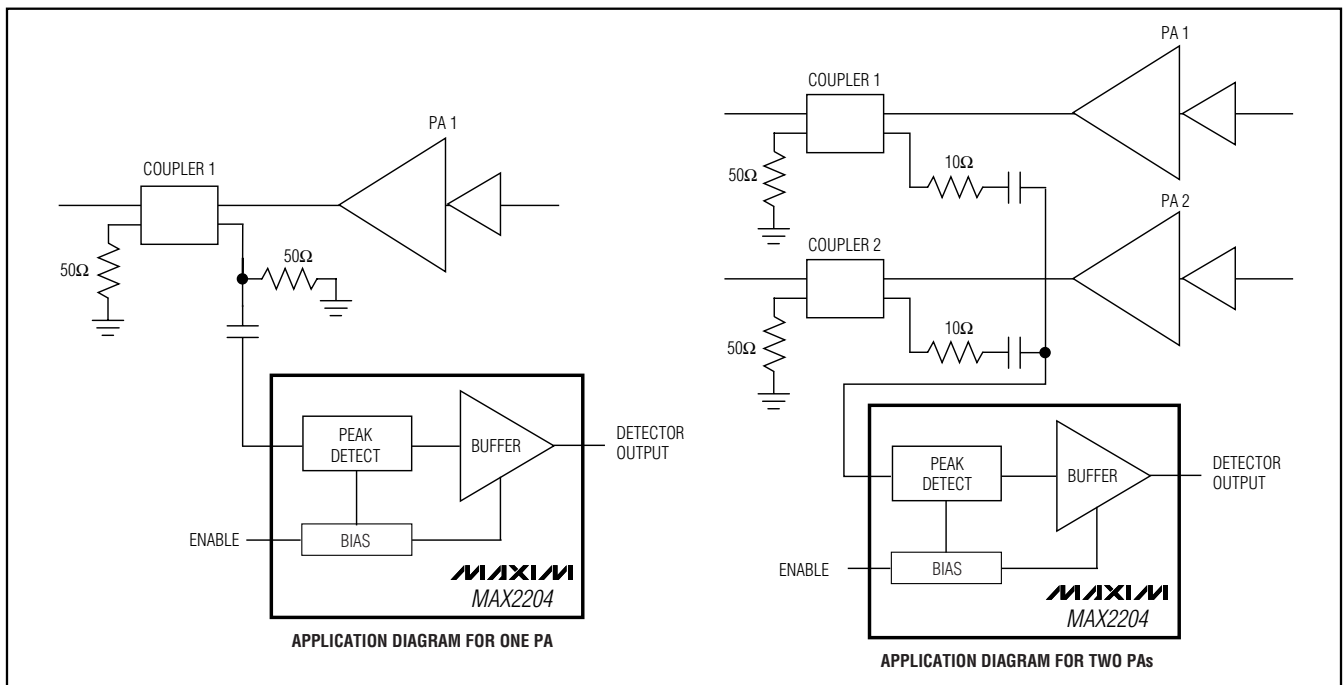 PA 1
COUPLER 1
50Ω
50Ω
PEAK
DETECT
BUFFER
DETECTOR
OUTPUT
ENABLE
BIAS
MAXIM
MAX2204
APPLICATION DIAGRAM FOR ONE PA
PA 1
COUPLER 1
10Ω
50Ω
PA 2
COUPLER 2
10Ω
50Ω
PEAK
DETECT
BUFFER
DETECTOR
OUTPUT
ENABLE
BIAS
MAXIM
MAX2204
APPLICATION DIAGRAM FOR TWO PAs